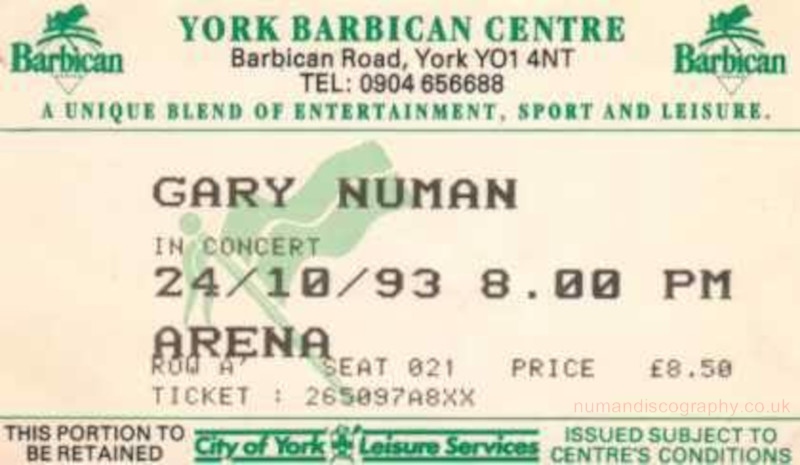 YORK BARBICAN CENTRE
Barbican Barbican Road, York YO1 4NT Barbican
TEL: 0904 656688
A UNIQUE BLEND OF ENTERTAINMENT, SPORT AND LEISURE.
GARY NUMAN
IN CONCERT
24/10/93 8.00 PM
ARENA
ROW A' SEAT 021 PRICE £8.50
TICKET : 265097A8XX
numandiscography.co.uk
THIS PORTION TO BE RETAINED
City of York Leisure Services
ISSUED SUBJECT TO CENTRE'S CONDITIONS